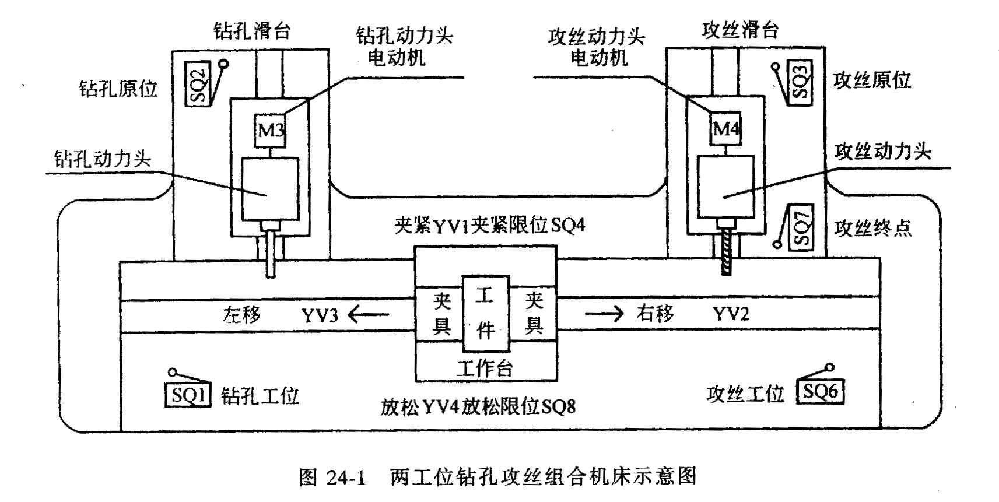 钻孔滑台
钻孔动力头
电动机
攻丝动力头
电动机
攻丝滑台
SQ2
钻孔原位
SQ3
攻丝原位
M3
M4
钻孔动力头
攻丝动力头
夹紧YV1夹紧限位SQ4
SQ7
攻丝终点
夹具
工件
夹具
左移 YV3
右移 YV2
工作台
SQ1
钻孔工位
攻丝工位
SQ6
放松YV4放松限位SQ8
图 24-1 两工位钻孔攻丝组合机床示意图